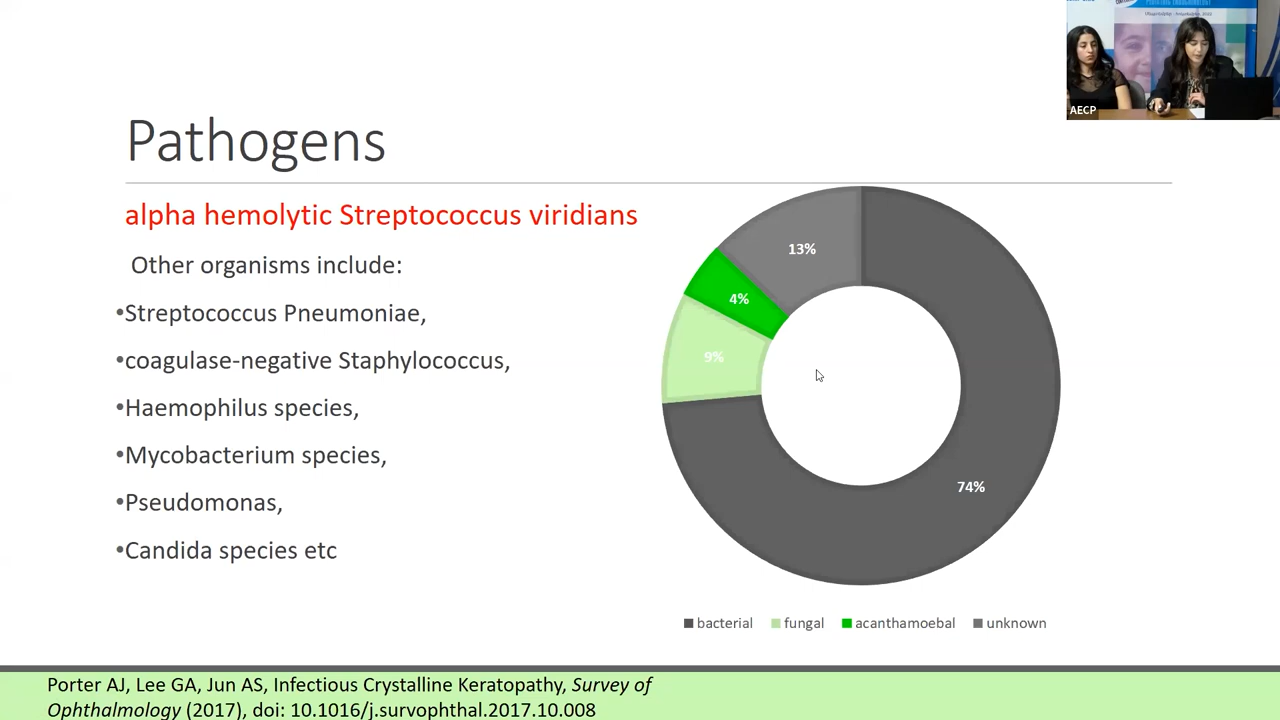 AECP
Pathogens
alpha hemolytic Streptococcus viridians
Other organisms include:
•Streptococcus Pneumoniae,
•coagulase-negative Staphylococcus,
•Haemophilus species,
•Mycobacterium species,
•Pseudomonas,
•Candida species etc
13%
4%
9%
74%
bacterial
fungal
acanthamoebal
unknown
Porter AJ, Lee GA, Jun AS, Infectious Crystalline Keratopathy, Survey of
Ophthalmology (2017), doi: 10.1016/j.survophthal.2017.10.008